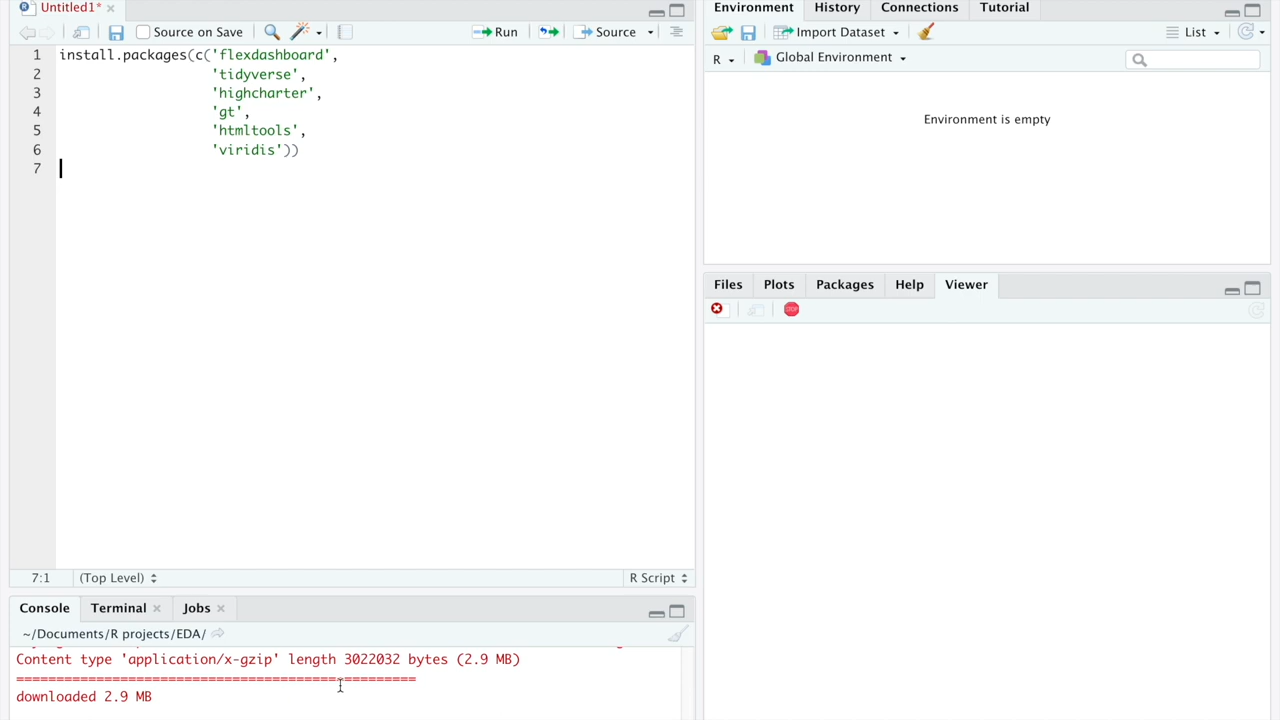 Untitled1*
Source on Save
Run
Source
1 install.packages(c('flexdashboard',
2 'tidyverse',
3 'highcharter',
4 'gt',
5 'htmltools',
6 'viridis'))
7
7:1 (Top Level) R Script
Console Terminal Jobs
~/Documents/R projects/EDA/
Content type 'application/x-gzip' length 3022032 bytes (2.9 MB)
==================================================
downloaded 2.9 MB
Environment History Connections Tutorial
Import Dataset List
R Global Environment
Environment is empty
Files Plots Packages Help Viewer
STOP